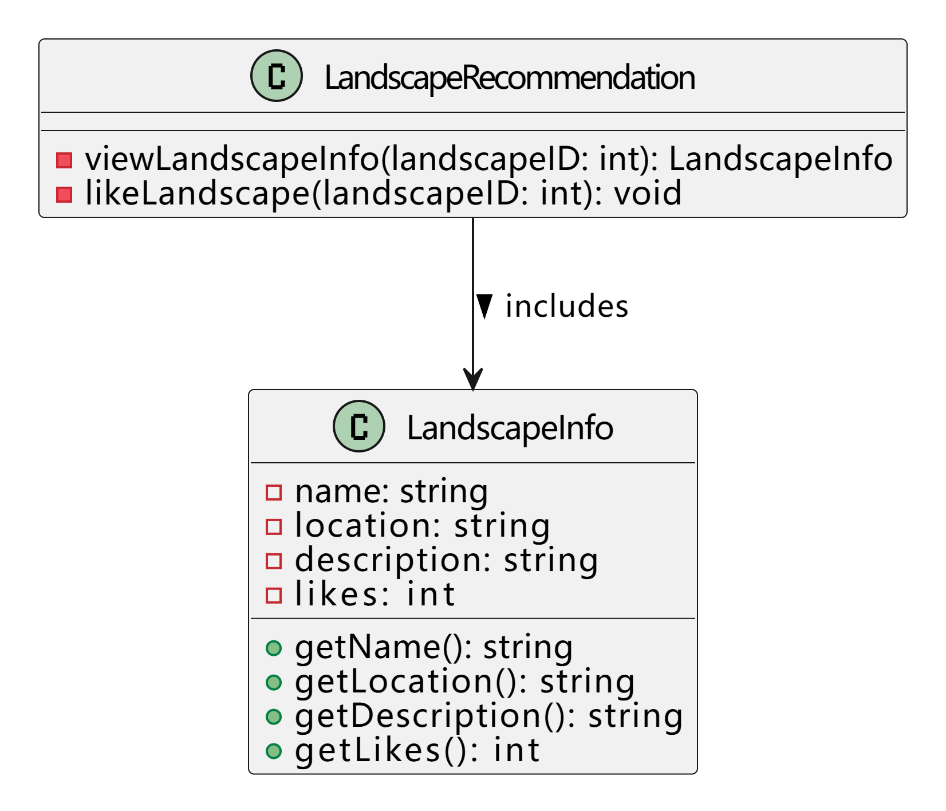 C LandscapeRecommendation
viewLandscapeInfo(landscapeID: int): LandscapeInfo
likeLandscape(landscapeID: int): void
includes
C LandscapeInfo
name: string
location: string
description: string
likes: int
getName(): string
getLocation(): string
getDescription(): string
getLikes(): int